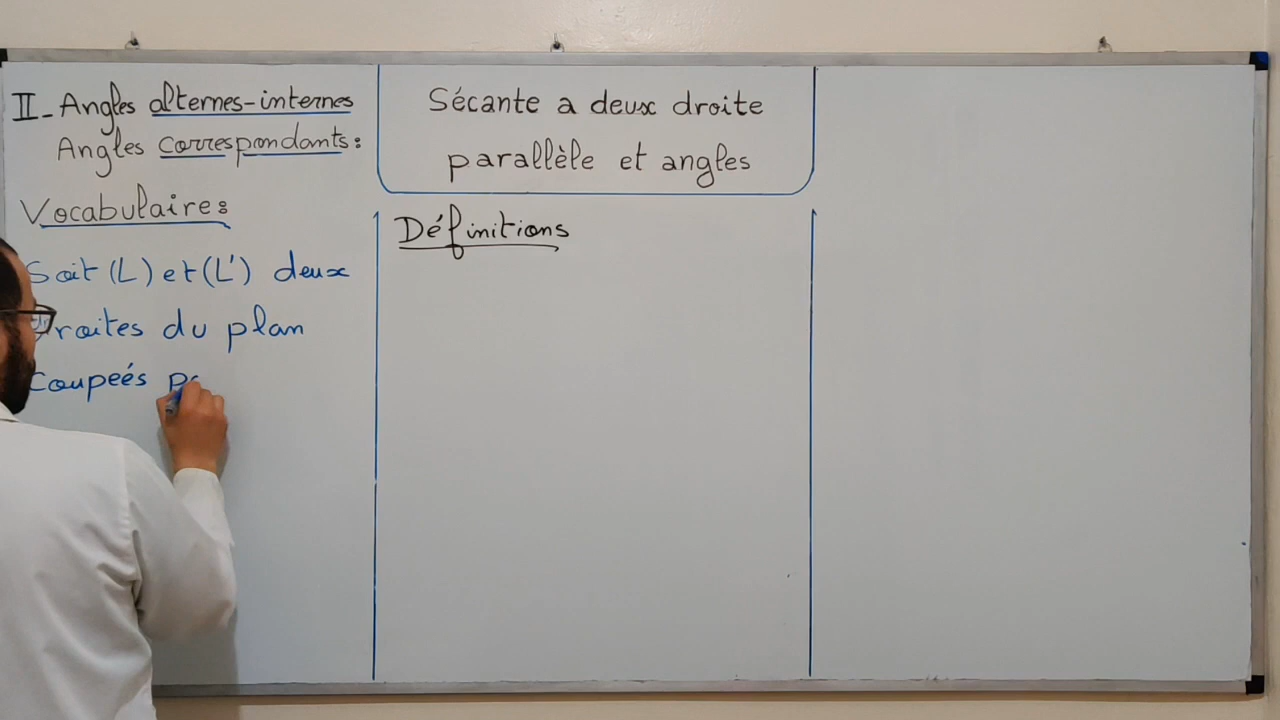 II- Angles alternes-internes
Angles correspondants:
Vocabulaire:
Soit (L) et (L') deux
droites du plan
coupeés
Sécante a deux droite
parallèle et angles
Définitions